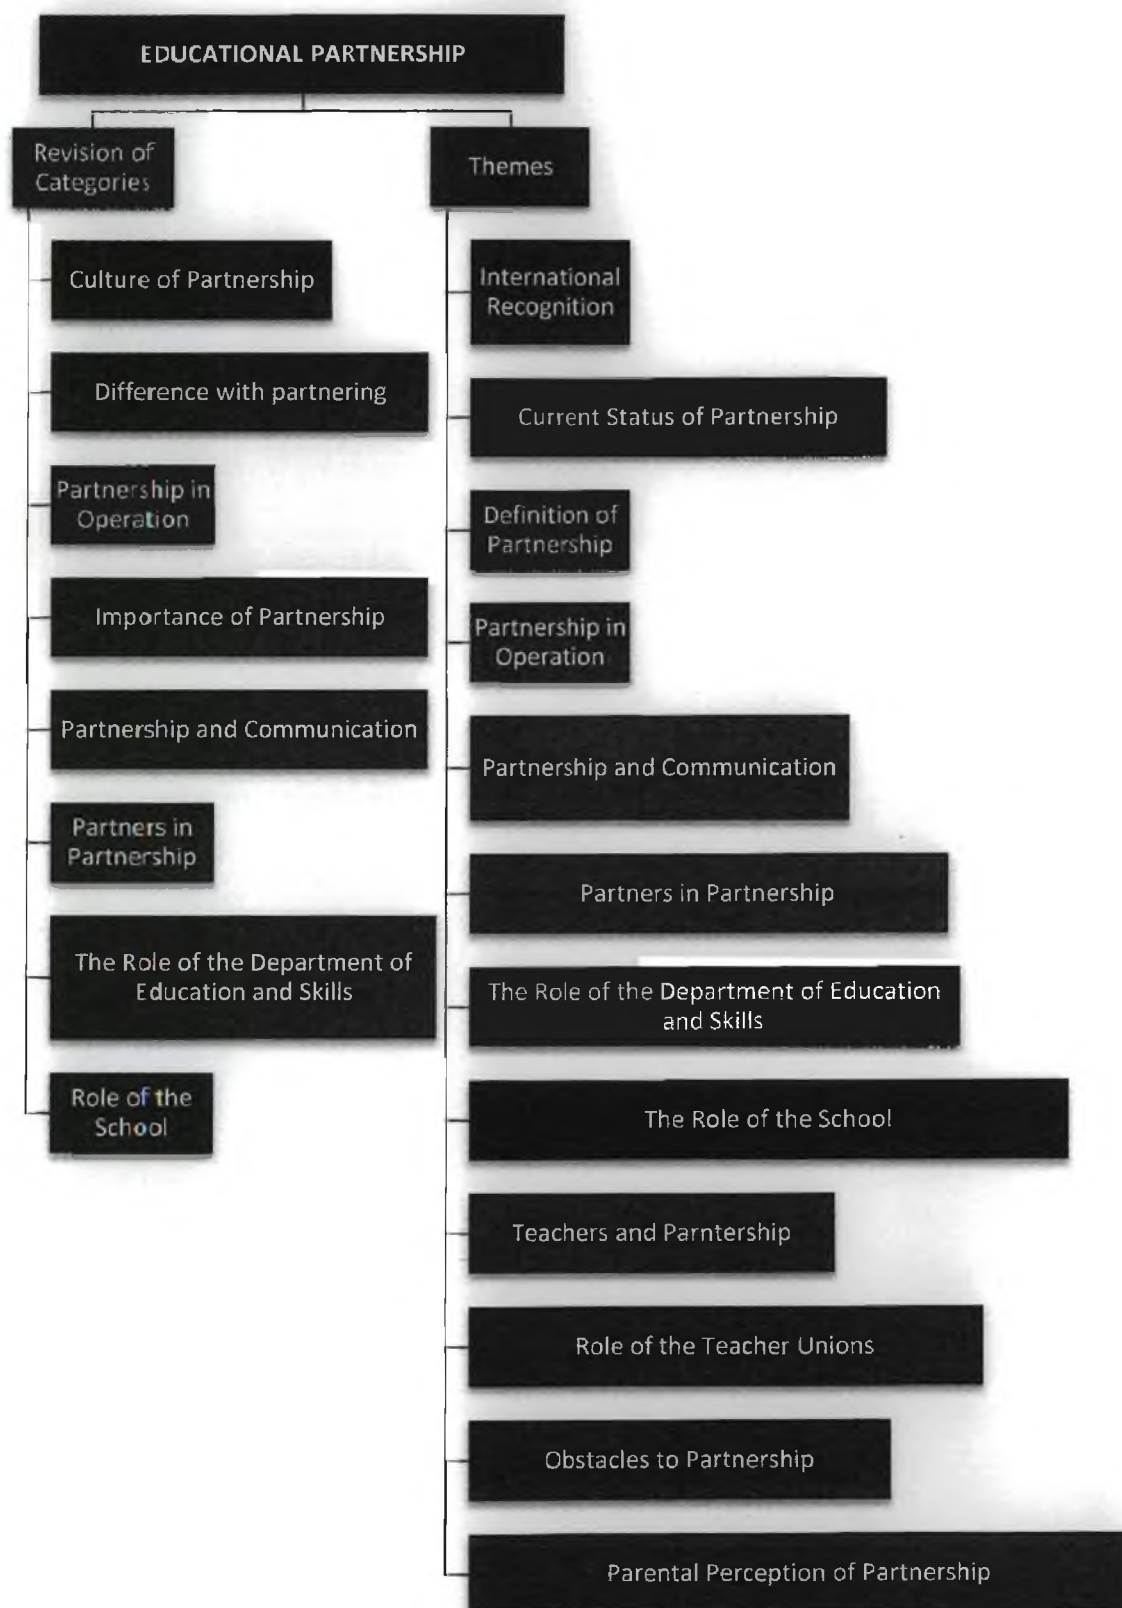 EDUCATIONAL PARTNERSHIP
Revision of
Categories
Culture of Partnership
Difference with partnering
Partnership in
Operation
Importance of Partnership
Partnership and Communication
Partners in
Partnership
The Role of the Department of
Education and Skills
Role of the
School
Themes
International
Recognition
Current Status of Partnership
Definition of
Partnership
Partnership in
Operation
Partnership and Communication
Partners in Partnership
The Role of the Department of Education
and Skills
The Role of the School
Teachers and Parntership
Role of the Teacher Unions
Obstacles to Partnership
Parental Perception of Partnership